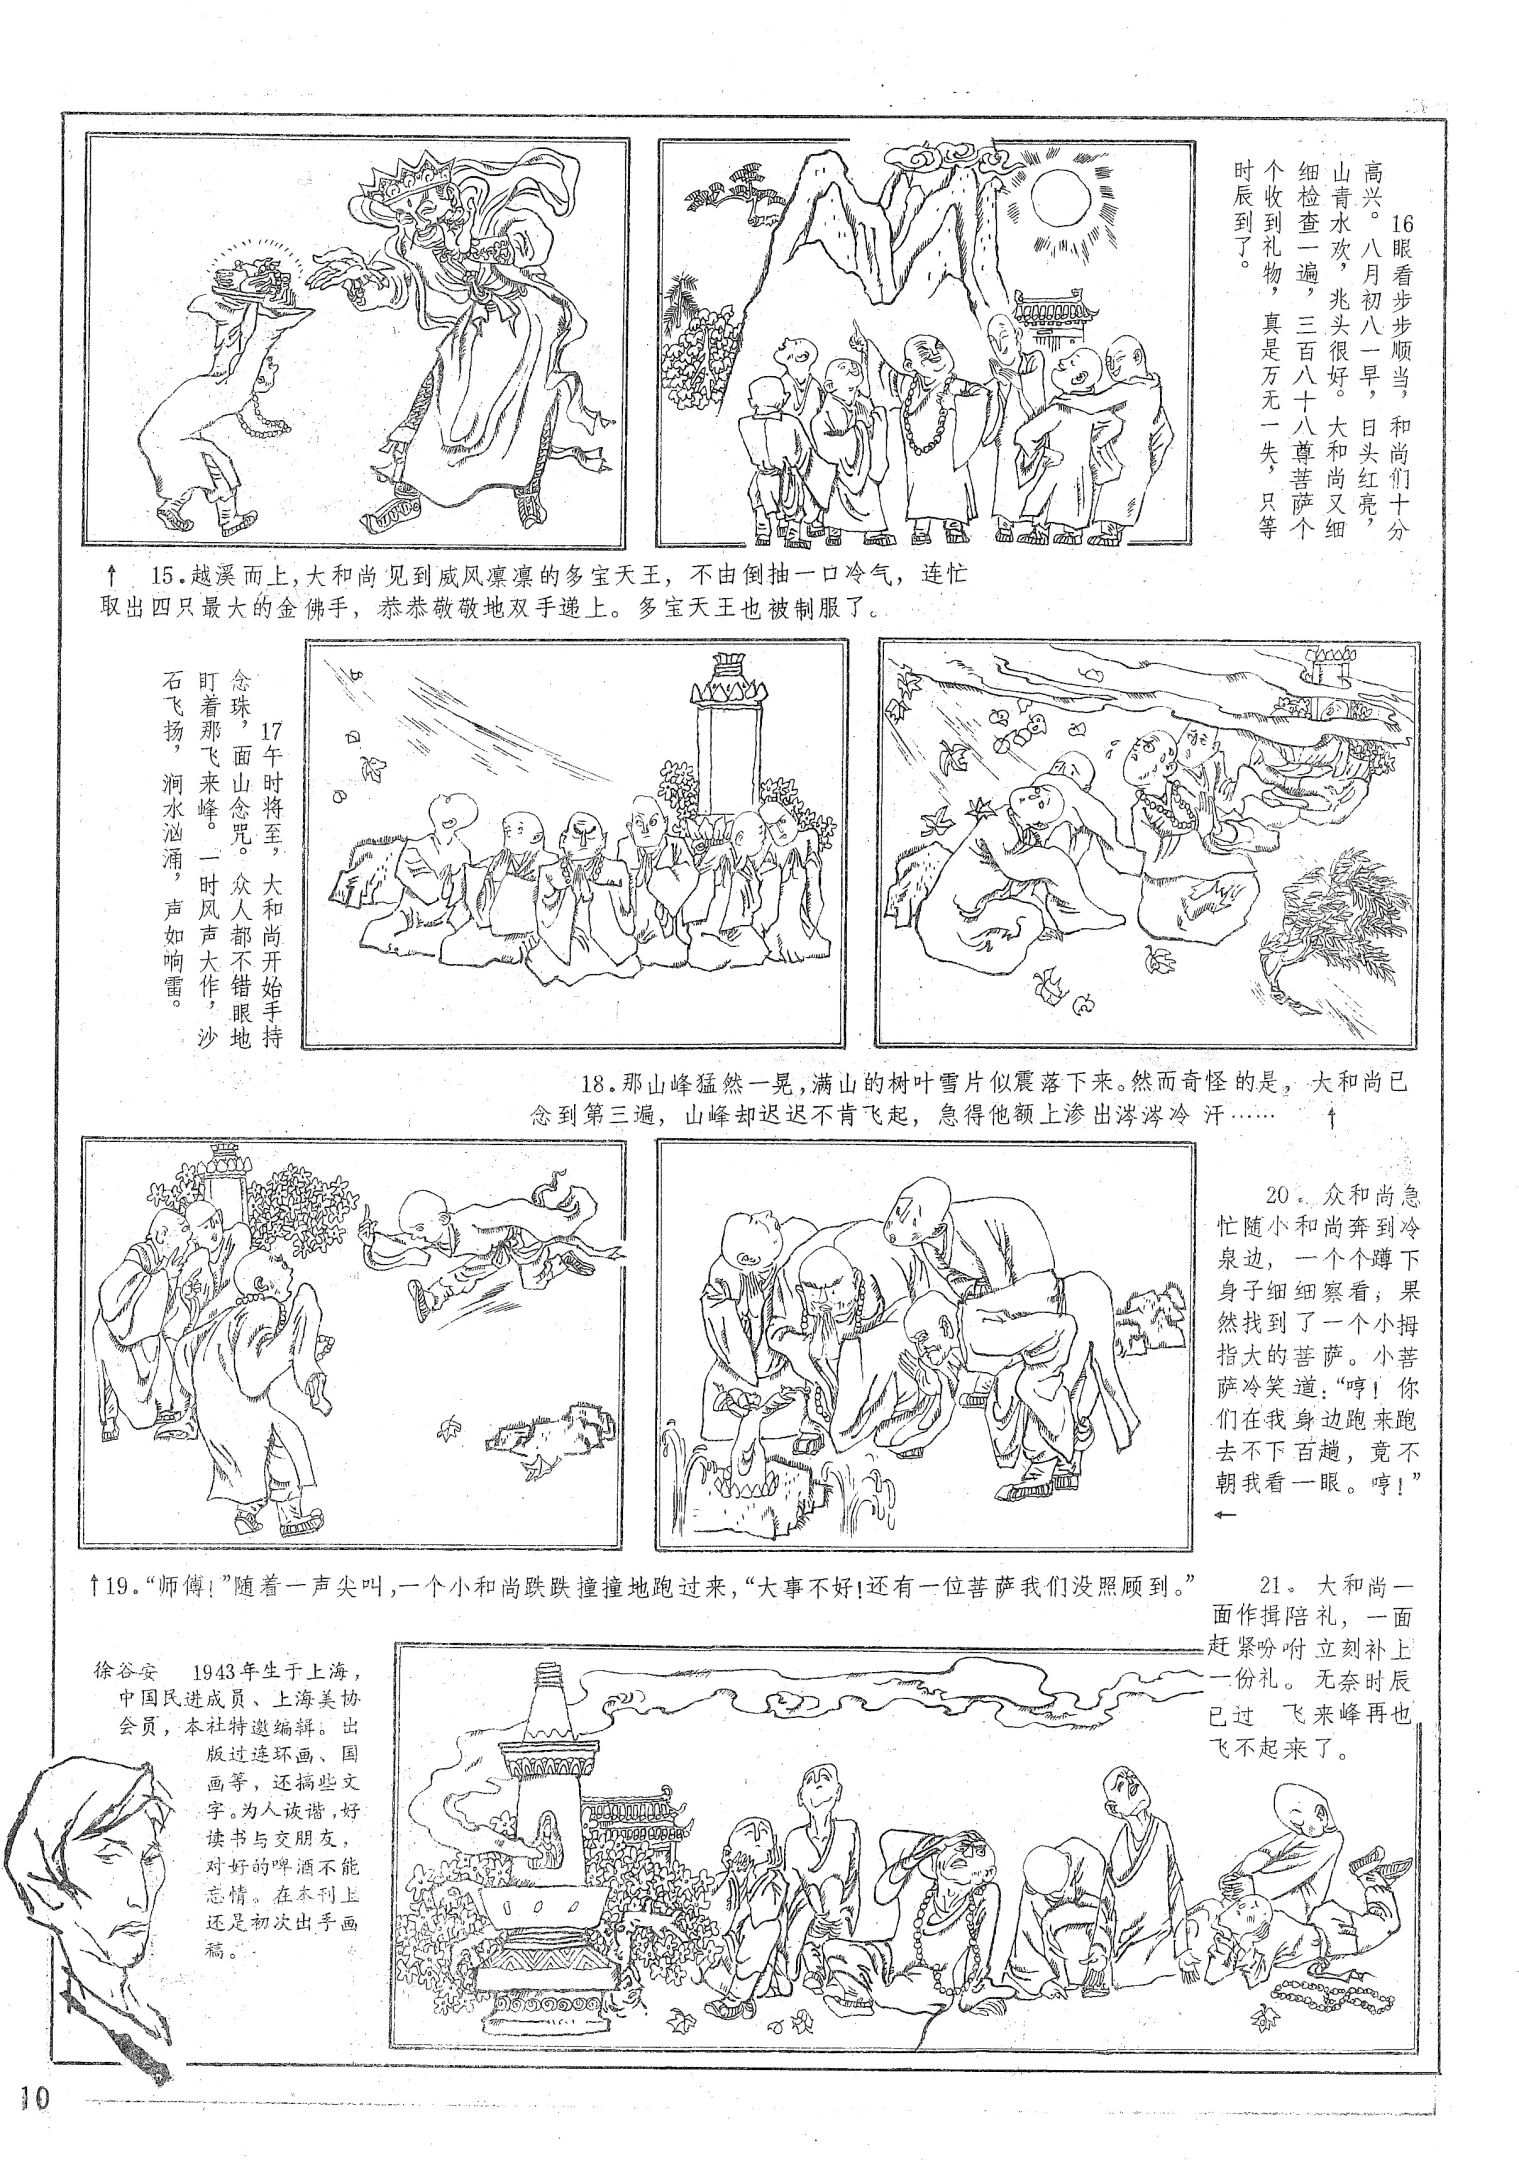 ↑ 15.越溪而上,大和尚见到威风凛凛的多宝天王,不由倒抽一口冷气,连忙
取出四只最大的金佛手,恭恭敬敬地双手递上。多宝天王也被制服了。
16眼看步步顺当,和尚们十分
高兴。八月初八一早,日头红亮,
山青水欢,兆头很好。大和尚又细
细检查一遍,三百八十八尊菩萨个
个收到礼物,真是万无一失,只等
时辰到了。
17午时将至,大和尚开始手持
念珠,面山念咒。众人都不错眼地
盯着那飞来峰。一时风声大作,沙
石飞扬,涧水汹涌,声如响雷。
18.那山峰猛然一晃,满山的树叶雪片似震落下来。然而奇怪的是,大和尚已
念到第三遍,山峰却迟迟不肯飞起,急得他额上渗出涔涔冷汗…… ↑
↑19.“师傅!”随着一声尖叫,一个小和尚跌跌撞撞地跑过来,“大事不好!还有一位菩萨我们没照顾到。”
20。众和尚急
忙随小和尚奔到冷
泉边,一个个蹲下
身子细细察看;果
然找到了一个小拇
指大的菩萨。小菩
萨冷笑道:“哼!你
们在我身边跑来跑
去不下百趟,竟不
朝我看一眼。哼!”
←
21。大和尚一
面作揖陪礼,一面
赶紧吩咐立刻补上
一份礼。无奈时辰
已过 飞来峰再也
飞不起来了。
徐谷安 1943年生于上海,
中国民进成员、上海美协
会员,本社特邀编辑。出
版过连环画、国
画等,还搞些文
字。为人诙谐,好
读书与交朋友,
对好的啤酒不能
忘情。在本刊上
还是初次出手画
稿。
10